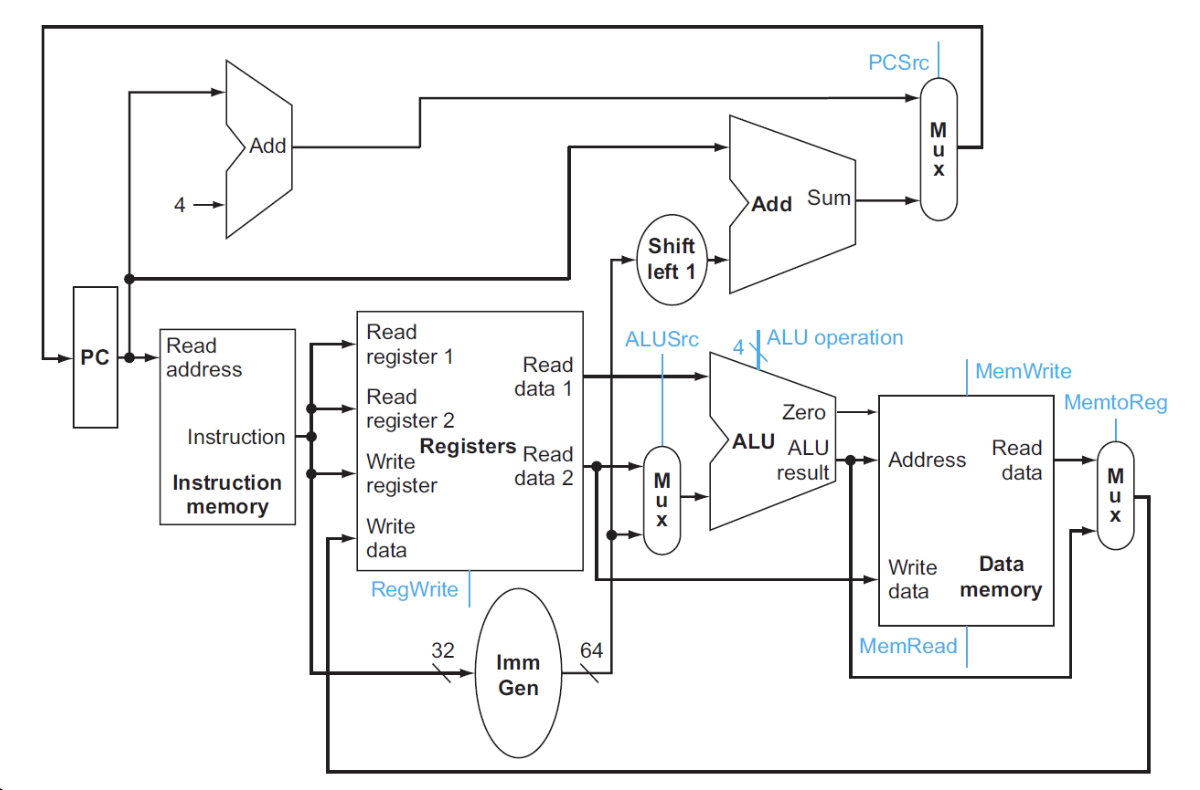 PCSrc
Add
M
u
x
4
Add
Sum
Shift
left 1
PC
Read
address
Instruction
Instruction
memory
Read
register 1
Read
register 2
Write
register
Write
data
Registers
Read
data 1
Read
data 2
RegWrite
ALUSrc
M
u
x
4
ALU operation
Zero
ALU
ALU
result
MemWrite
MemtoReg
Address
Read
data
Write
data
Data
memory
MemRead
M
u
x
32
Imm
Gen
64